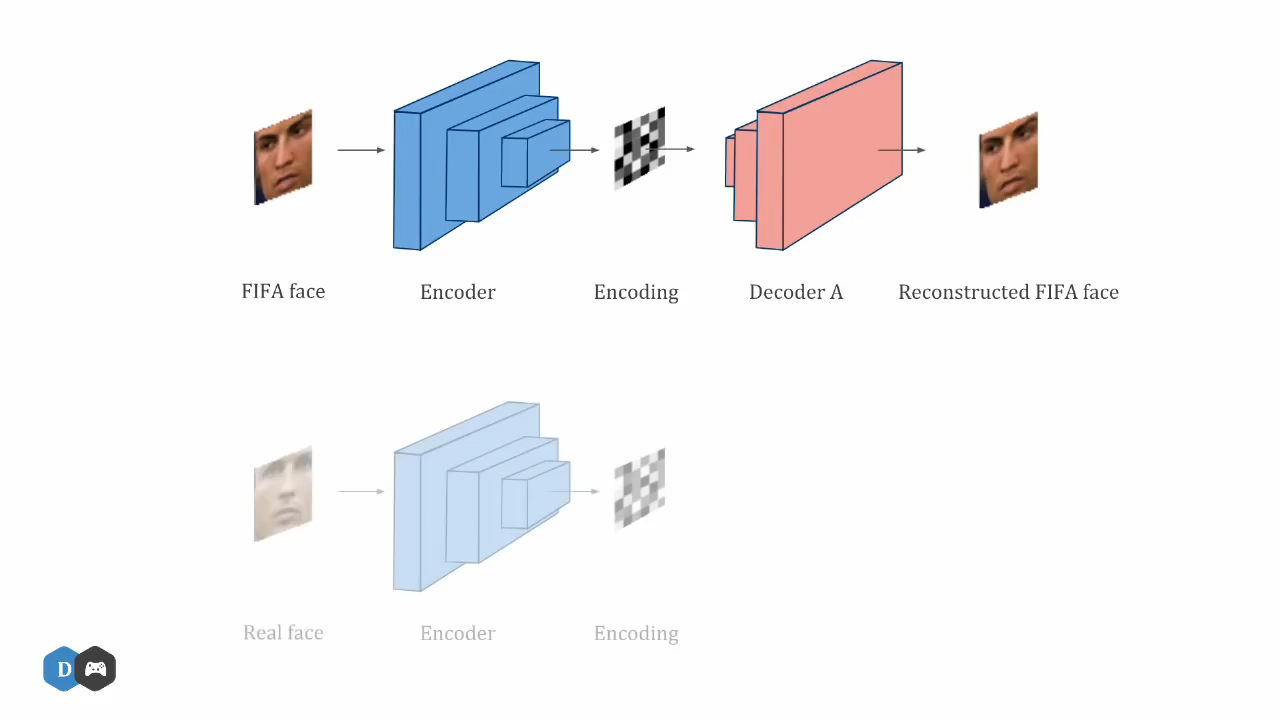 FIFA face
Encoder
Encoding
Decoder A
Reconstructed FIFA face
Real face
Encoder
Encoding
D